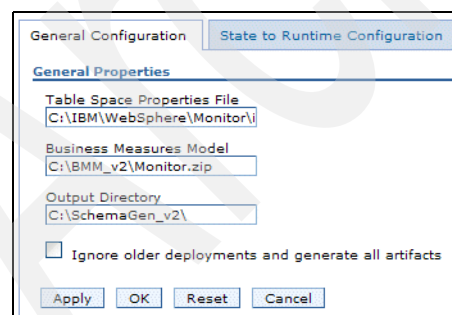 General Configuration State to Runtime Configuration
General Properties
Table Space Properties File
C:\IBM\WebSphere\Monitor\i
Business Measures Model
C:\BMM_v2\Monitor.zip
Output Directory
C:\SchemaGen_v2\
Ignore older deployments and generate all artifacts
Apply OK Reset Cancel